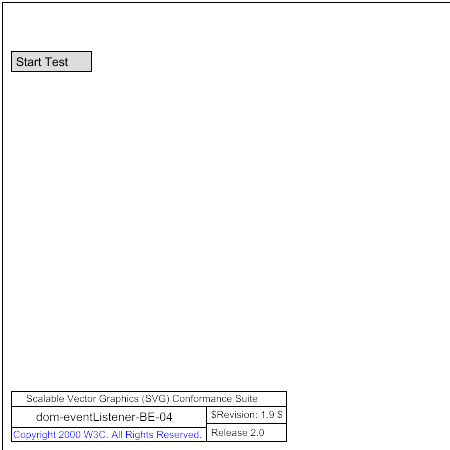 Start Test
Scalable Vector Graphics (SVG) Conformance Suite
dom-eventListener-BE-04
$Revision: 1.9 $
Release 2.0
Copyright 2000 W3C. All Rights Reserved.